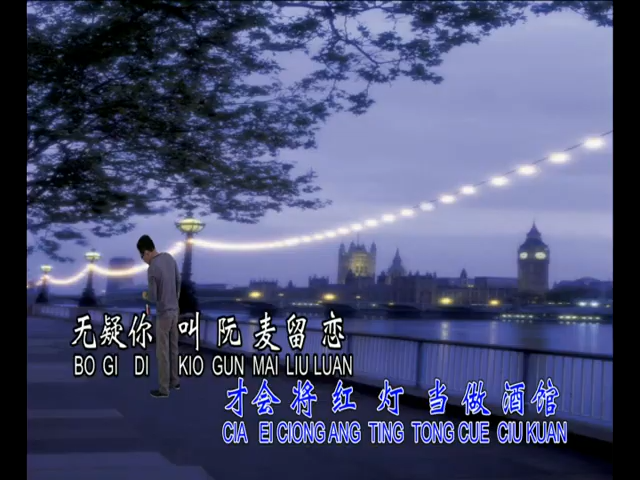 无疑你 叫 阮 麦 留 恋
BO GI DI KIO GUN MAI LIU LUAN
才会 将 红 灯 当 做 酒 馆
CIA EI CIONG ANG TING TONG CUE CIU KUAN